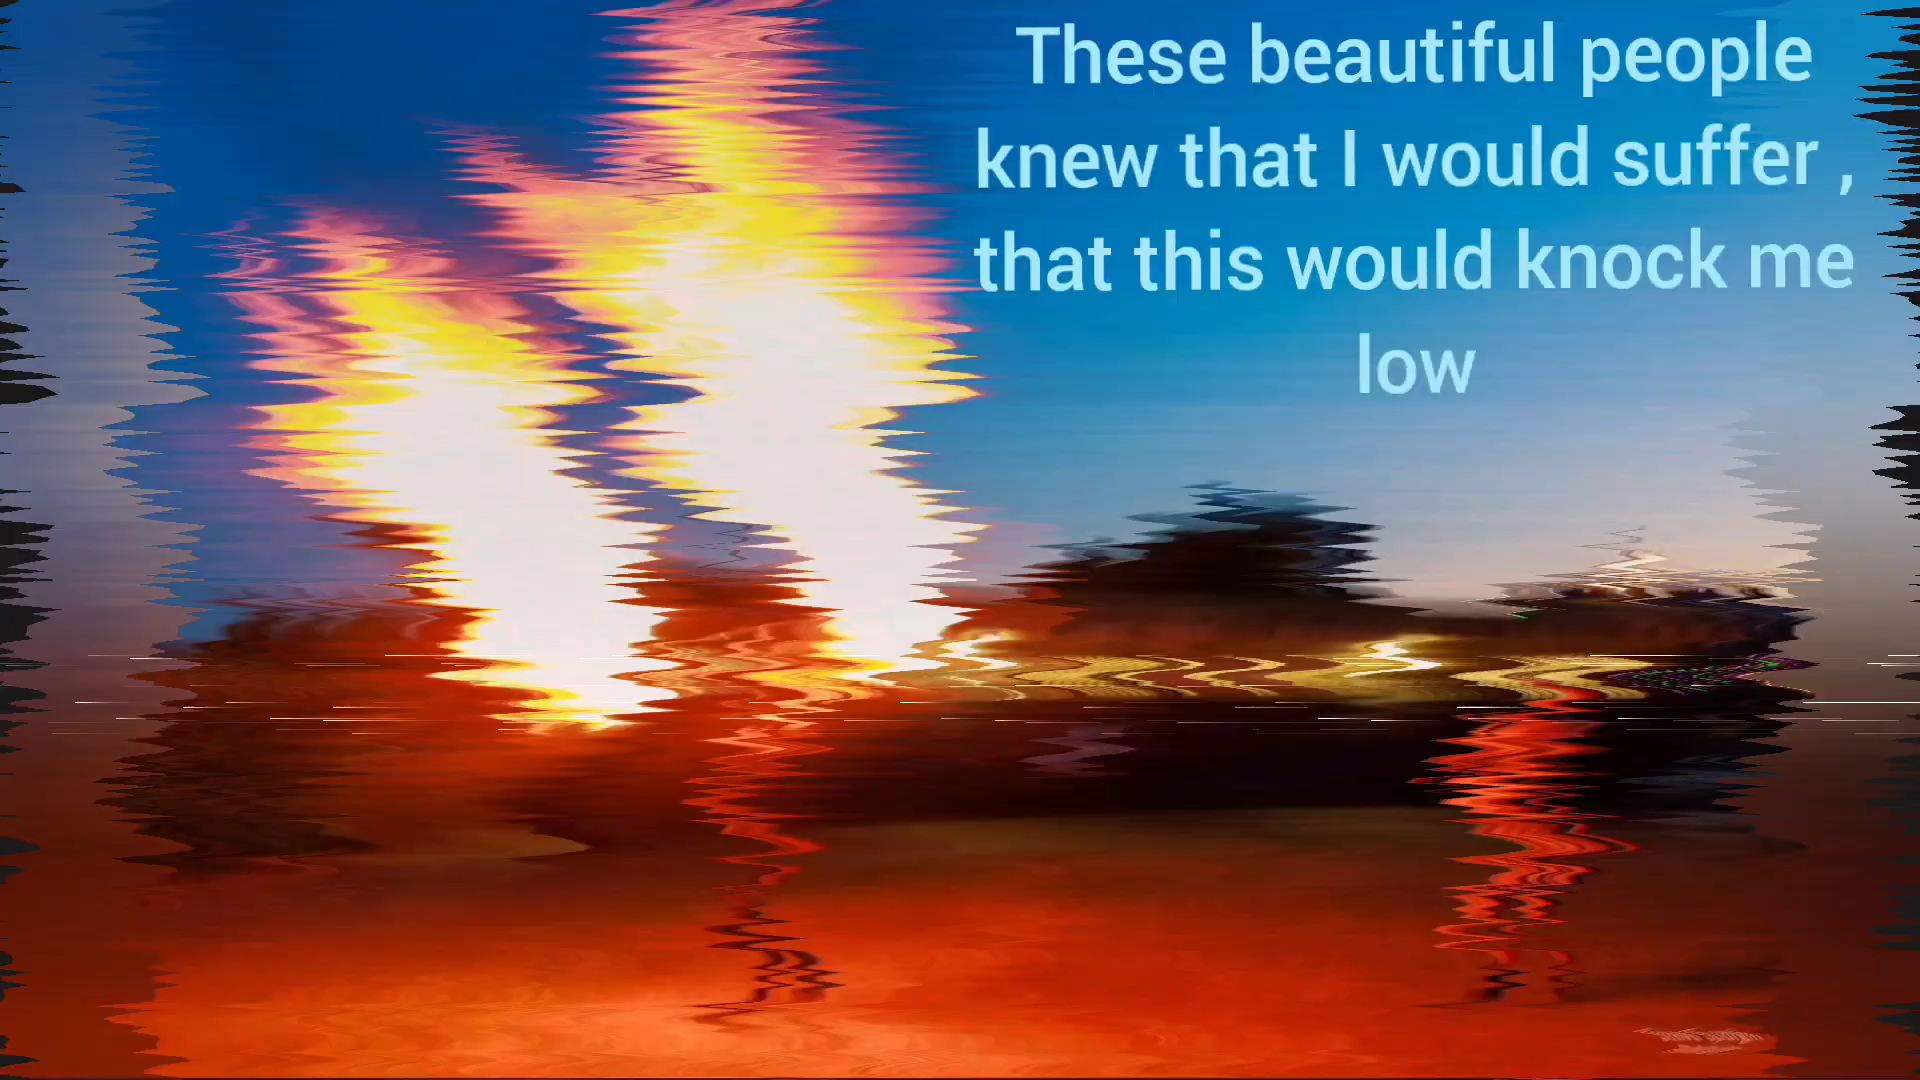 These beautiful people
knew that I would suffer ,
that this would knock me
low